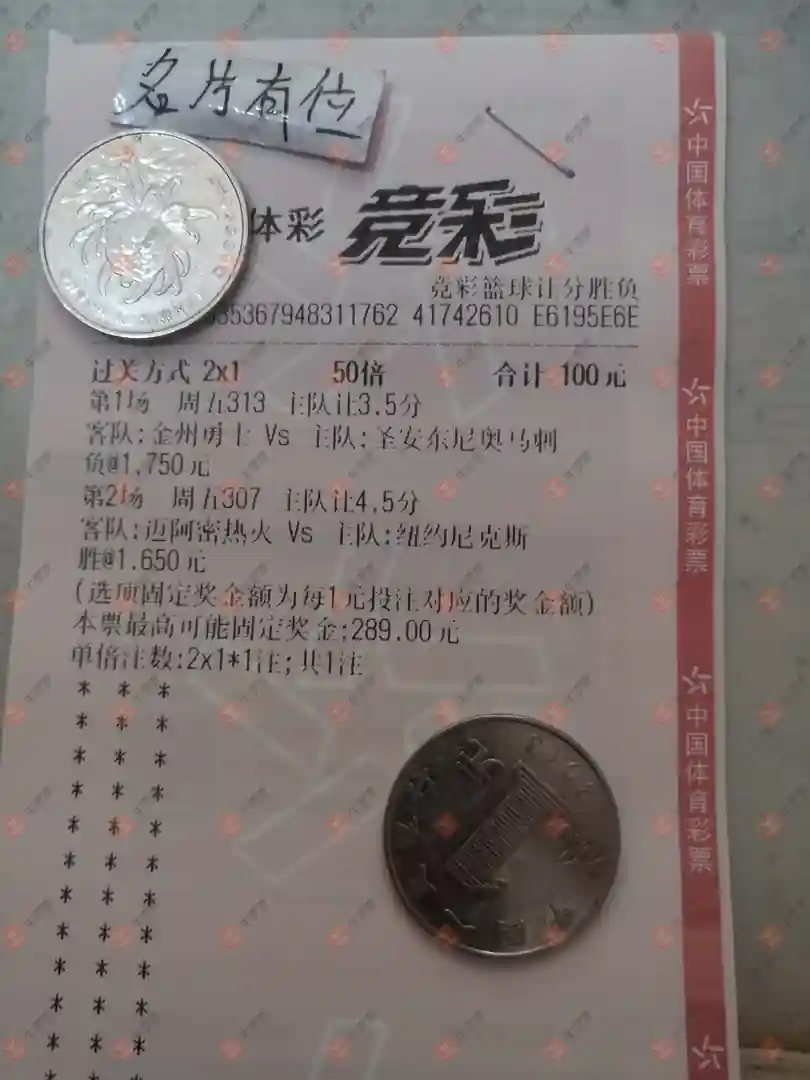 名片有位
体彩 竞彩
竞彩篮球让分胜负
5367948311762 41742610 E6195E6E
过关方式 2x1 50倍 合计 100元
第1场 周五313 主队让3.5分
客队:金州勇士 Vs 主队:圣安东尼奥马刺
负@1.750元
第2场 周五307 主队让4.5分
客队:迈阿密热火 Vs 主队:纽约尼克斯
胜@1.650元
(选项固定奖金额为每1元投注对应的奖金额)
本票最高可能固定奖金:289.00元
单倍注数:2x1*1注;共1注
* * *
* * *
* * *
* * *
* * *
* * *
* * *
* * *
* * *
* * *
* * *
* * *
中国体育彩票
中国体育彩票
中国体育彩票